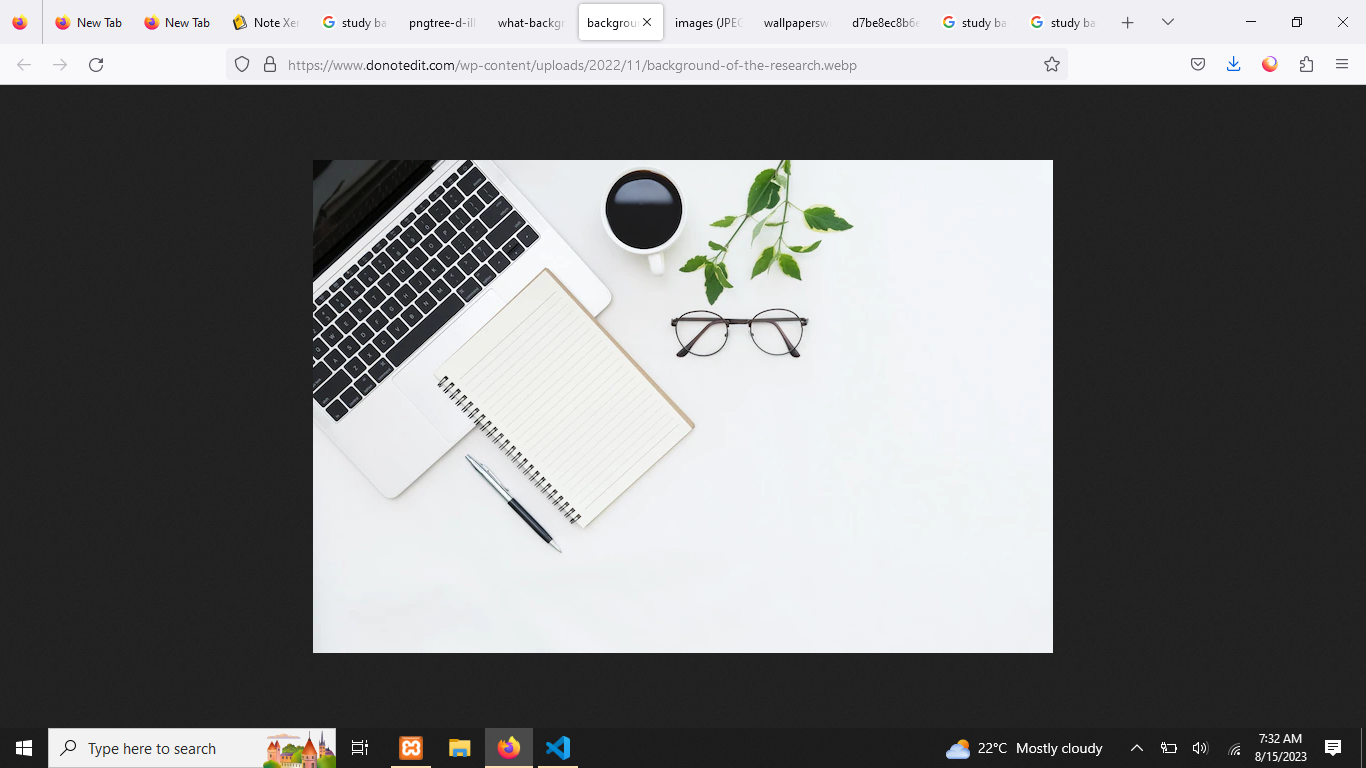 New Tab
New Tab
Note Xer
study ba
pngtree-d-ill
what-backgr
backgroun
images (JPEG
wallpapersw
d7be8ec8b6e
study ba
study ba
https://www.donotedit.com/wp-content/uploads/2022/11/background-of-the-research.webp
Type here to search
22°C Mostly cloudy
7:32 AM
8/15/2023